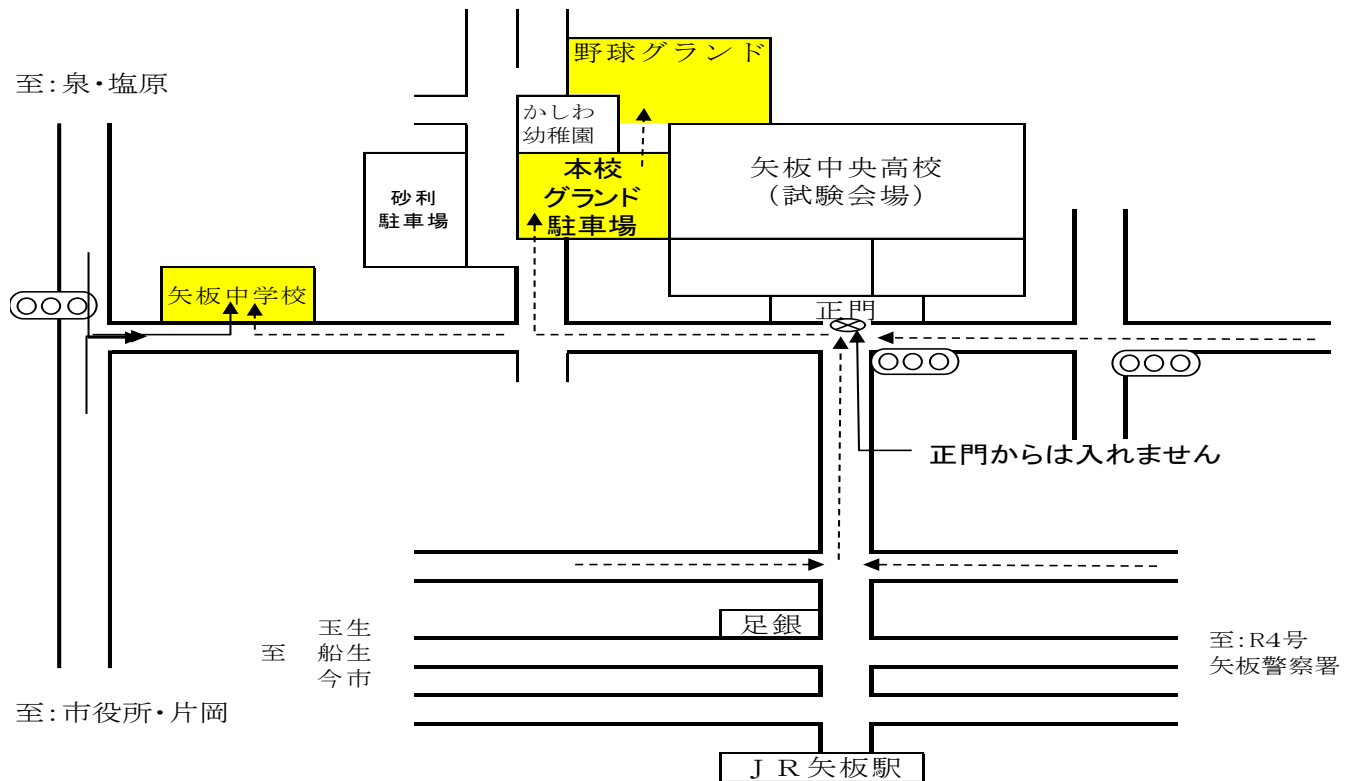 野球グランド
至:泉・塩原
かしわ
幼稚園
本校
グランド
駐車場
矢板中央高校
（試験会場）
砂利
駐車場
矢板中学校
正門
正門からは入れません
足銀
玉生
至 船生
今市
至:R4号
矢板警察署
至:市役所・片岡
ＪＲ矢板駅